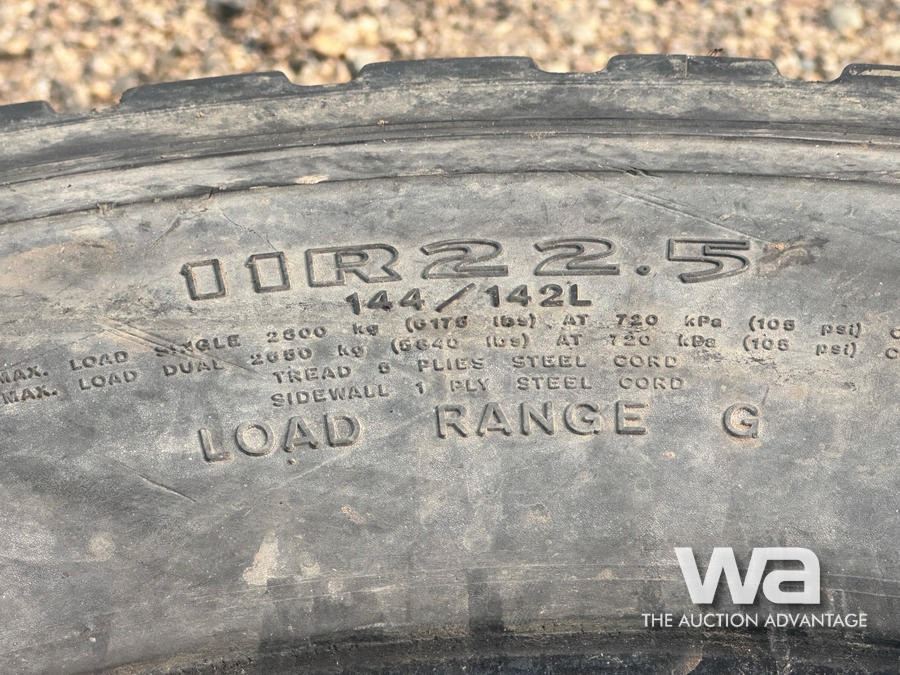 11R22.5
144/142L
MAX. LOAD SINGLE 2800 kg (6175 lbs) AT 720 kPa (105 psi) C
MAX. LOAD DUAL 2650 kg (5840 lbs) AT 720 kPa (105 psi) C
TREAD PLIES STEEL CORD
SIDEWALL 1 PLY STEEL CORD
LOAD RANGE G
wa
THE AUCTION ADVANTAGE